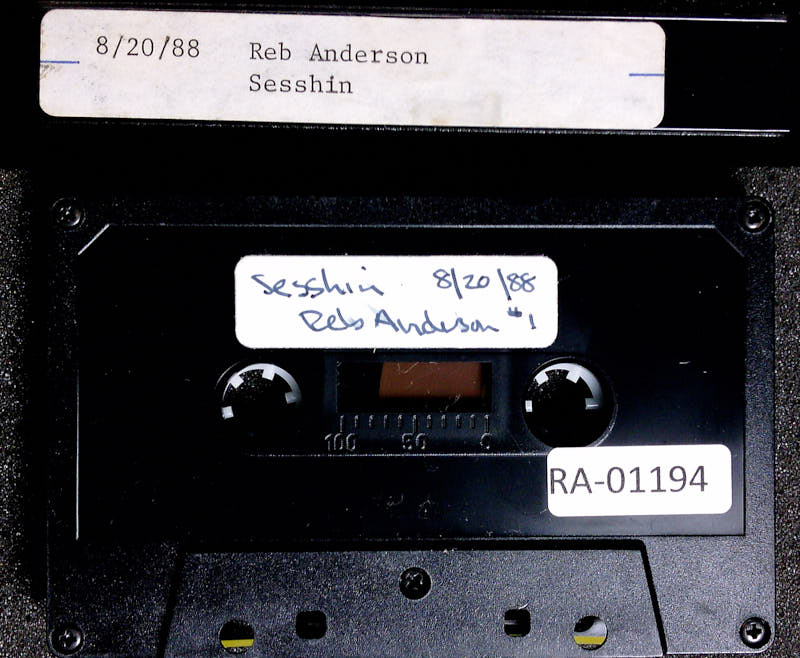 8/20/88 Reb Anderson
Sesshin
Sesshin 8/20/88
Reb Anderson #1
100 50 0
RA-01194